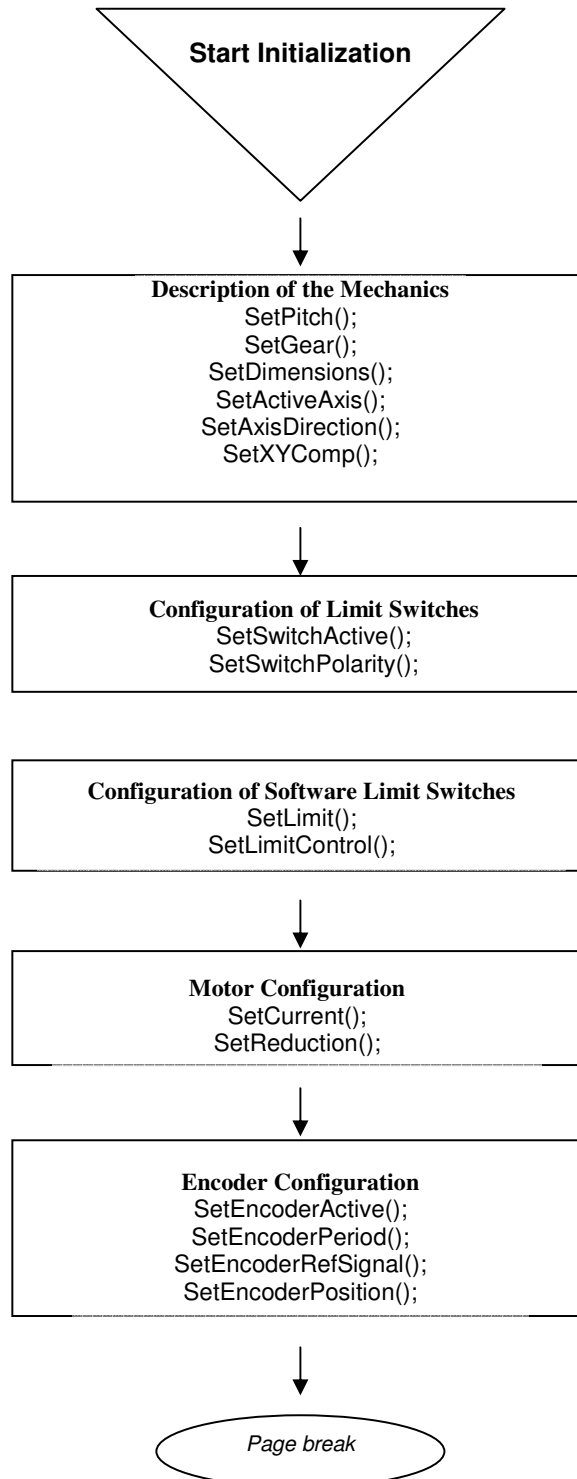 Start Initialization
Description of the Mechanics
SetPitch();
SetGear();
SetDimensions();
SetActiveAxis();
SetAxisDirection();
SetXYComp();
Configuration of Limit Switches
SetSwitchActive();
SetSwitchPolarity();
Configuration of Software Limit Switches
SetLimit();
SetLimitControl();
Motor Configuration
SetCurrent();
SetReduction();
Encoder Configuration
SetEncoderActive();
SetEncoderPeriod();
SetEncoderRefSignal();
SetEncoderPosition();
Page break